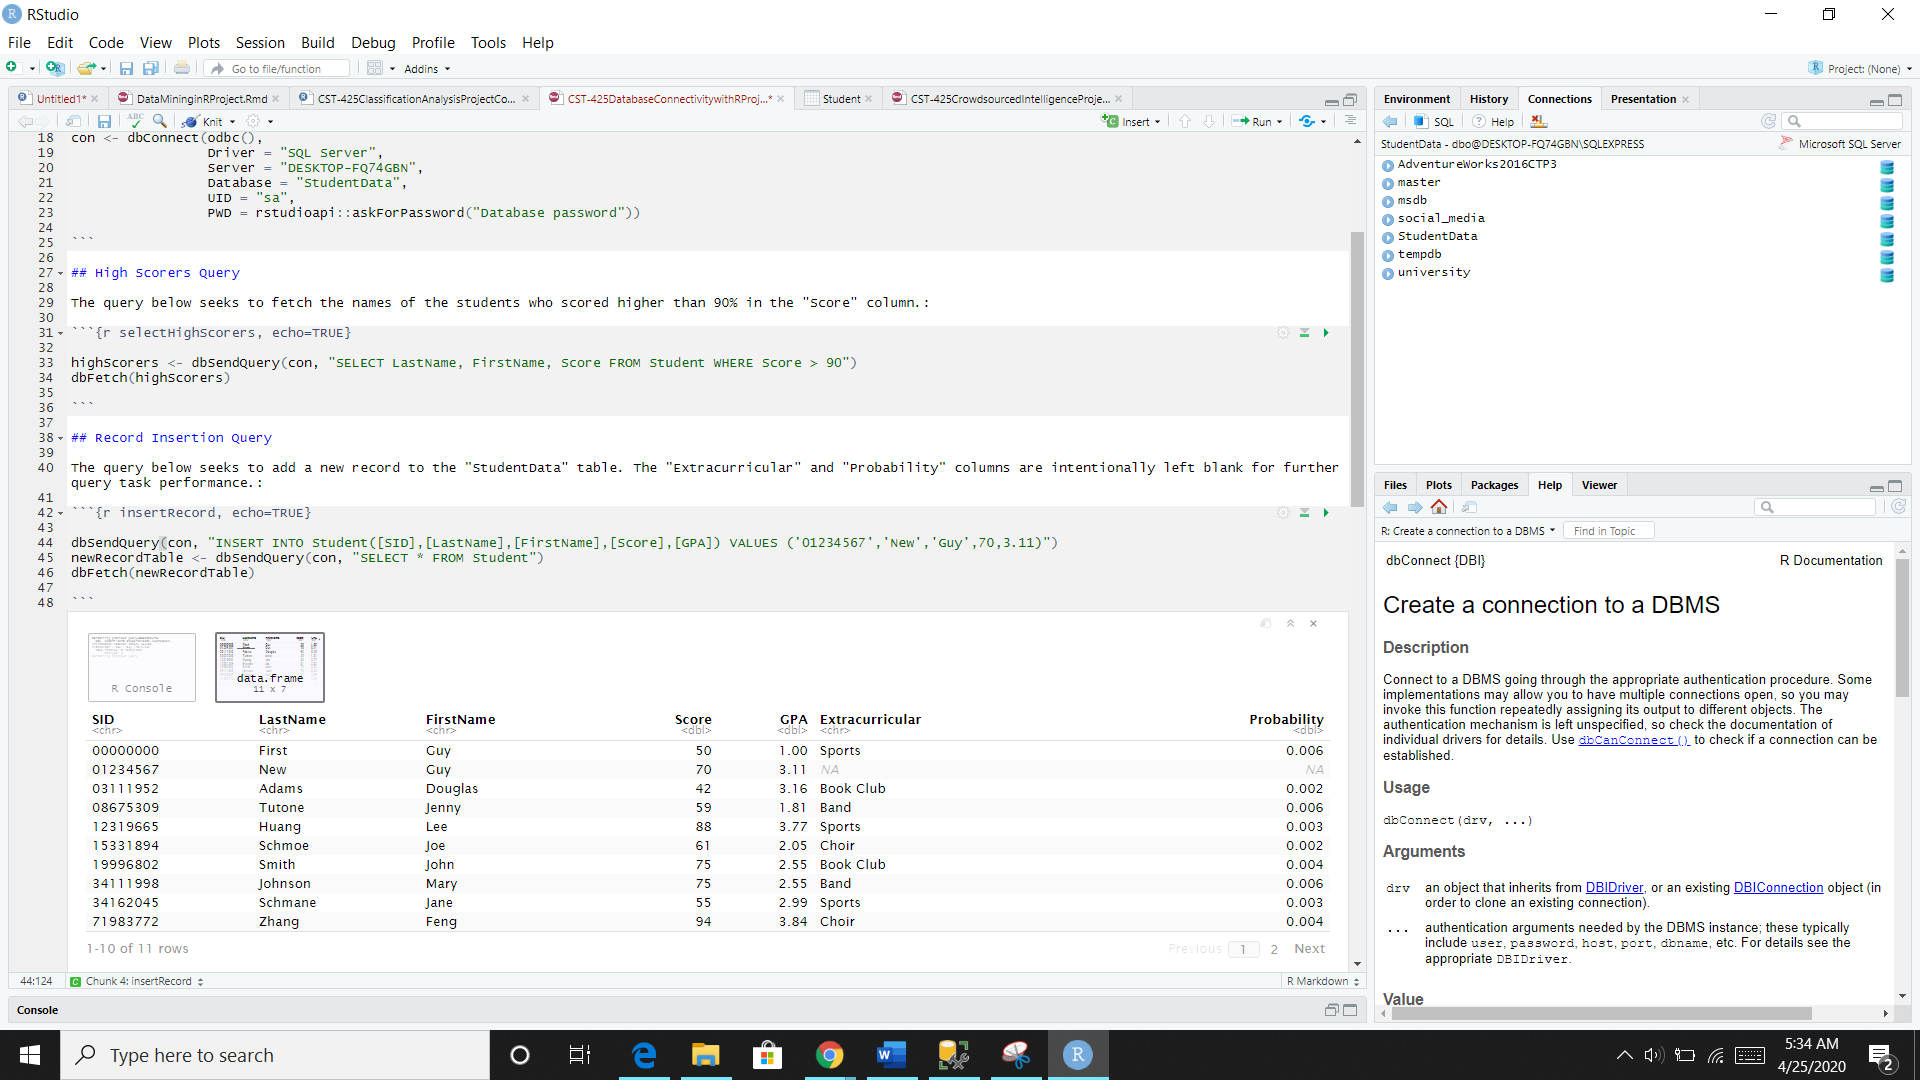 RStudio
File Edit Code View Plots Session Build Debug Profile Tools Help
Go to file/function Addins Project: (None)
Untitled1* DataMininginRProject.Rmd CST-425ClassificationAnalysisProjectCo... CST-425DatabaseConnectivitywithRProj...* Student CST-425CrowdsourcedIntelligenceProje...
ABC Knit Insert Run
18 con <- dbConnect(odbc(),
19 Driver = "SQL Server",
20 Server = "DESKTOP-FQ74GBN",
21 Database = "StudentData",
22 UID = "sa",
23 PWD = rstudioapi::askForPassword("Database password"))
24
25 ```
26
27 ## High Scorers Query
28
29 The query below seeks to fetch the names of the students who scored higher than 90% in the "Score" column.:
30
31 ```{r selectHighScorers, echo=TRUE}
32
33 highScorers <- dbSendQuery(con, "SELECT LastName, FirstName, Score FROM Student WHERE Score > 90")
34 dbFetch(highScorers)
35
36 ```
37
38 ## Record Insertion Query
39
40 The query below seeks to add a new record to the "StudentData" table. The "Extracurricular" and "Probability" columns are intentionally left blank for further
query task performance.:
41
42 ```{r insertRecord, echo=TRUE}
43
44 dbSendQuery(con, "INSERT INTO Student([SID],[LastName],[FirstName],[Score],[GPA]) VALUES ('01234567','New','Guy',70,3.11)")
45 newRecordTable <- dbSendQuery(con, "SELECT * FROM Student")
46 dbFetch(newRecordTable)
47
48 ```
R Console
data.frame
11 x 7
SID LastName FirstName Score GPA Extracurricular Probability
<chr> <chr> <chr> <dbl> <dbl> <chr> <dbl>
00000000 First Guy 50 1.00 Sports 0.006
01234567 New Guy 70 3.11 NA NA
03111952 Adams Douglas 42 3.16 Book Club 0.002
08675309 Tutone Jenny 59 1.81 Band 0.006
12319665 Huang Lee 88 3.77 Sports 0.003
15331894 Schmoe Joe 61 2.05 Choir 0.002
19996802 Smith John 75 2.55 Book Club 0.004
34111998 Johnson Mary 75 2.55 Band 0.006
34162045 Schmane Jane 55 2.99 Sports 0.003
71983772 Zhang Feng 94 3.84 Choir 0.004
1-10 of 11 rows Previous 1 2 Next
44:124 Chunk 4: insertRecord R Markdown
Console
Environment History Connections Presentation
SQL Help
StudentData - dbo@DESKTOP-FQ74GBN\SQLEXPRESS Microsoft SQL Server
AdventureWorks2016CTP3
master
msdb
social_media
StudentData
tempdb
university
Files Plots Packages Help Viewer
R: Create a connection to a DBMS Find in Topic
dbConnect {DBI} R Documentation
Create a connection to a DBMS
Description
Connect to a DBMS going through the appropriate authentication procedure. Some
implementations may allow you to have multiple connections open, so you may
invoke this function repeatedly assigning its output to different objects. The
authentication mechanism is left unspecified, so check the documentation of
individual drivers for details. Use dbCanConnect() to check if a connection can be
established.
Usage
dbConnect(drv, ...)
Arguments
drv an object that inherits from DBIDriver, or an existing DBIConnection object (in
order to clone an existing connection).
... authentication arguments needed by the DBMS instance; these typically
include user, password, host, port, dbname, etc. For details see the
appropriate DBIDriver.
Value
Type here to search
5:34 AM
4/25/2020
2